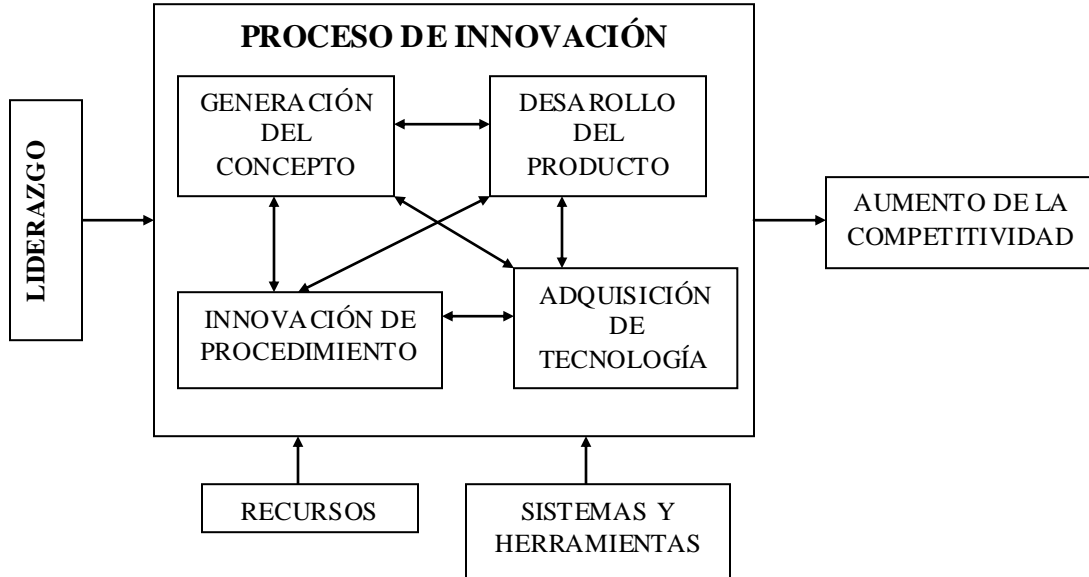 PROCESO DE INNOVACIÓN
LIDERAZGO
GENERACIÓN
DEL
CONCEPTO
DESAROLLO
DEL
PRODUCTO
INNOVACIÓN DE
PROCEDIMIENTO
ADQUISICIÓN
DE
TECNOLOGÍA
AUMENTO DE LA
COMPETITIVIDAD
RECURSOS
SISTEMAS Y
HERRAMIENTAS